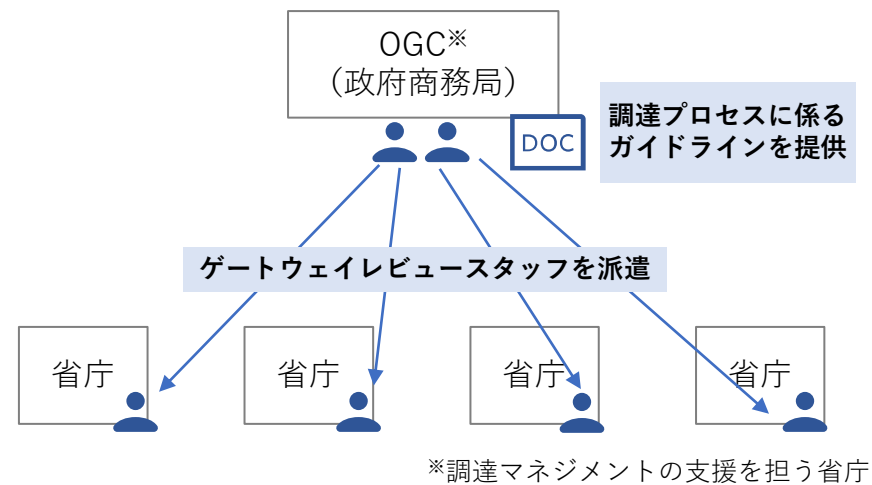 OGC※
（政府商務局）
DOC
調達プロセスに係る
ガイドラインを提供
ゲートウェイレビュースタッフを派遣
省庁
省庁
省庁
省庁
※調達マネジメントの支援を担う省庁